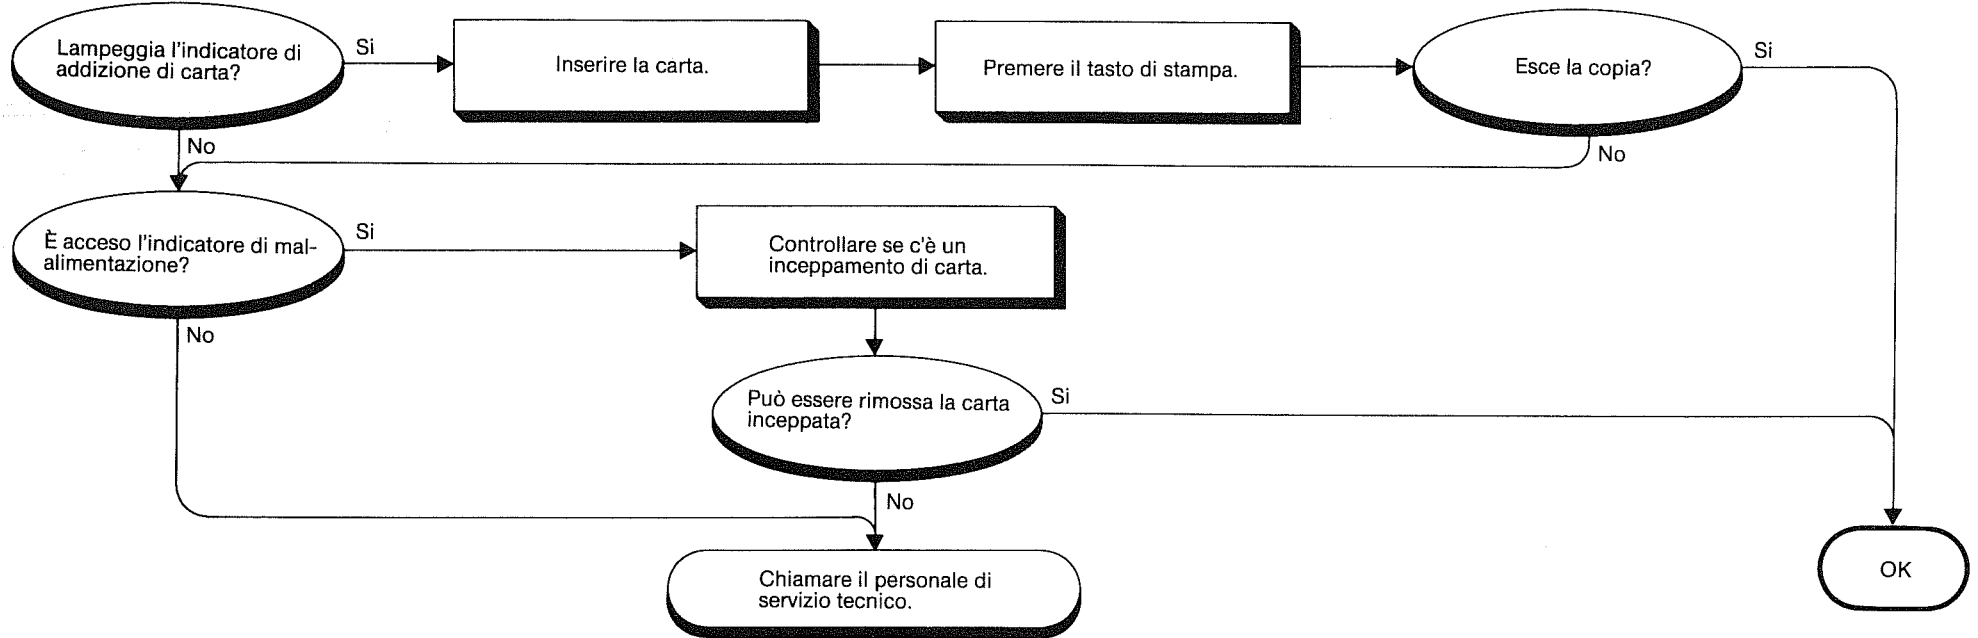 Lampeggia l'indicatore di
addizione di carta?
Si
Inserire la carta.
Premere il tasto di stampa.
Esce la copia?
Si
No
No
È acceso l'indicatore di mal-
alimentazione?
Si
Controllare se c'è un
inceppamento di carta.
No
Può essere rimossa la carta
inceppata?
Si
No
Chiamare il personale di
servizio tecnico.
OK